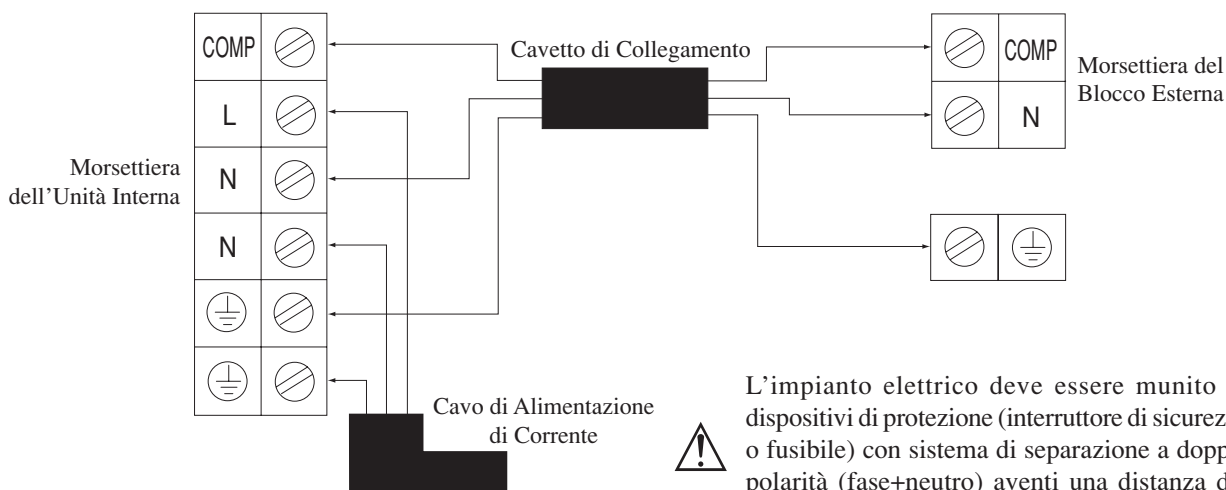 COMP
L
N
N
Morsettiera
dell'Unità Interna
Cavetto di Collegamento
COMP
N
Morsettiera del
Blocco Esterna
Cavo di Alimentazione
di Corrente
L'impianto elettrico deve essere munito
dispositivi di protezione (interruttore di
o fusibile) con sistema di separazione a
polarità (fase+neutro) aventi una distanza